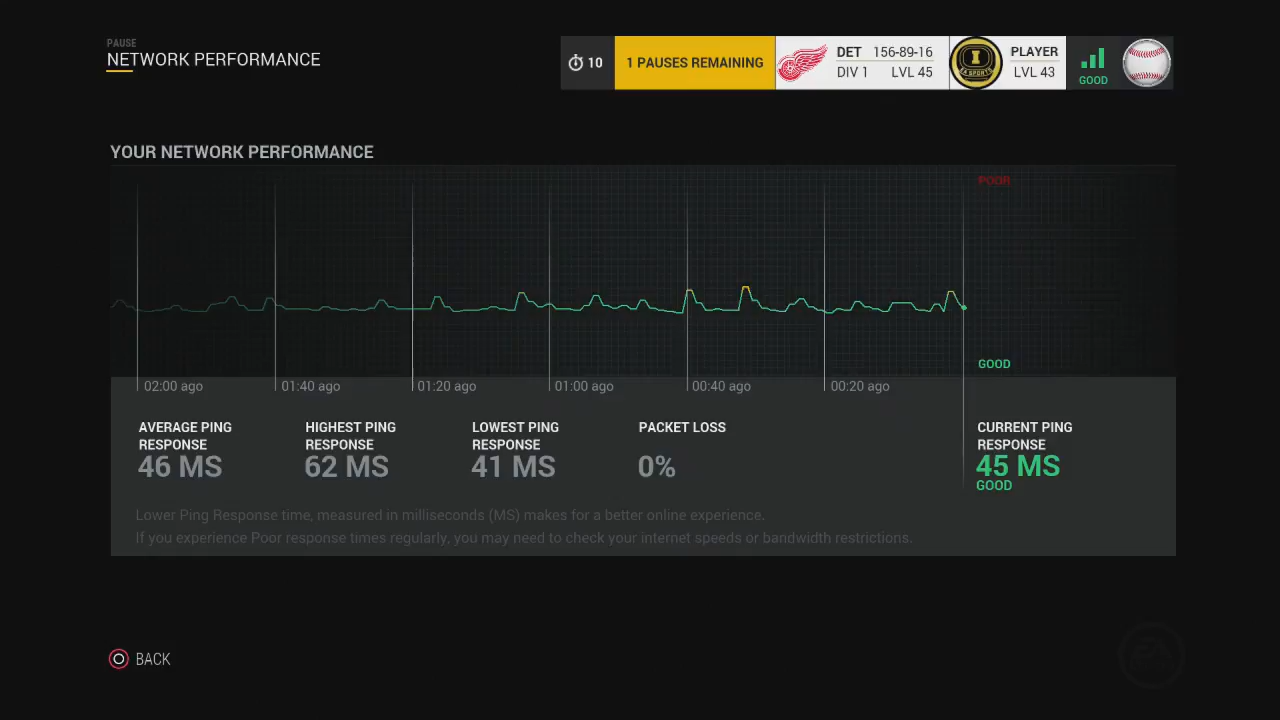 PAUSE
NETWORK PERFORMANCE
10
1 PAUSES REMAINING
DET 156-89-16
DIV 1 LVL 45
PLAYER
LVL 43
GOOD
YOUR NETWORK PERFORMANCE
POOR
GOOD
02:00 ago
01:40 ago
01:20 ago
01:00 ago
00:40 ago
00:20 ago
AVERAGE PING
RESPONSE
46 MS
HIGHEST PING
RESPONSE
62 MS
LOWEST PING
RESPONSE
41 MS
PACKET LOSS
0%
CURRENT PING
RESPONSE
45 MS
GOOD
Lower Ping Response time, measured in milliseconds (MS) makes for a better online experience.
If you experience Poor response times regularly, you may need to check your internet speeds or bandwidth restrictions.
BACK
EA